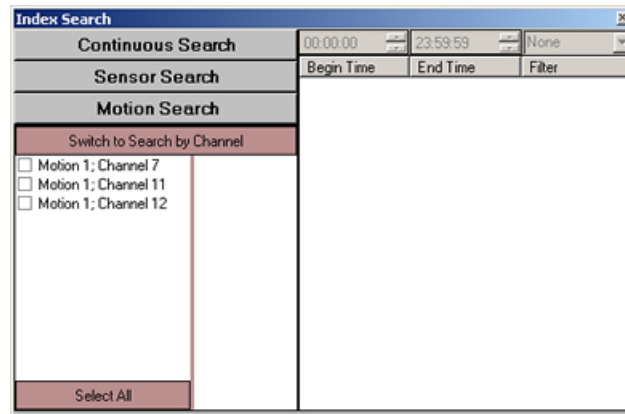 Index Search
Continuous Search
00:00:00 23:59:59 None
Sensor Search
Begin Time End Time Filter
Motion Search
Switch to Search by Channel
Motion 1; Channel 7
Motion 1; Channel 11
Motion 1; Channel 12
Select All